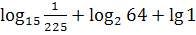 log₁₅ 1/225 + log₂ 64 + lg 1